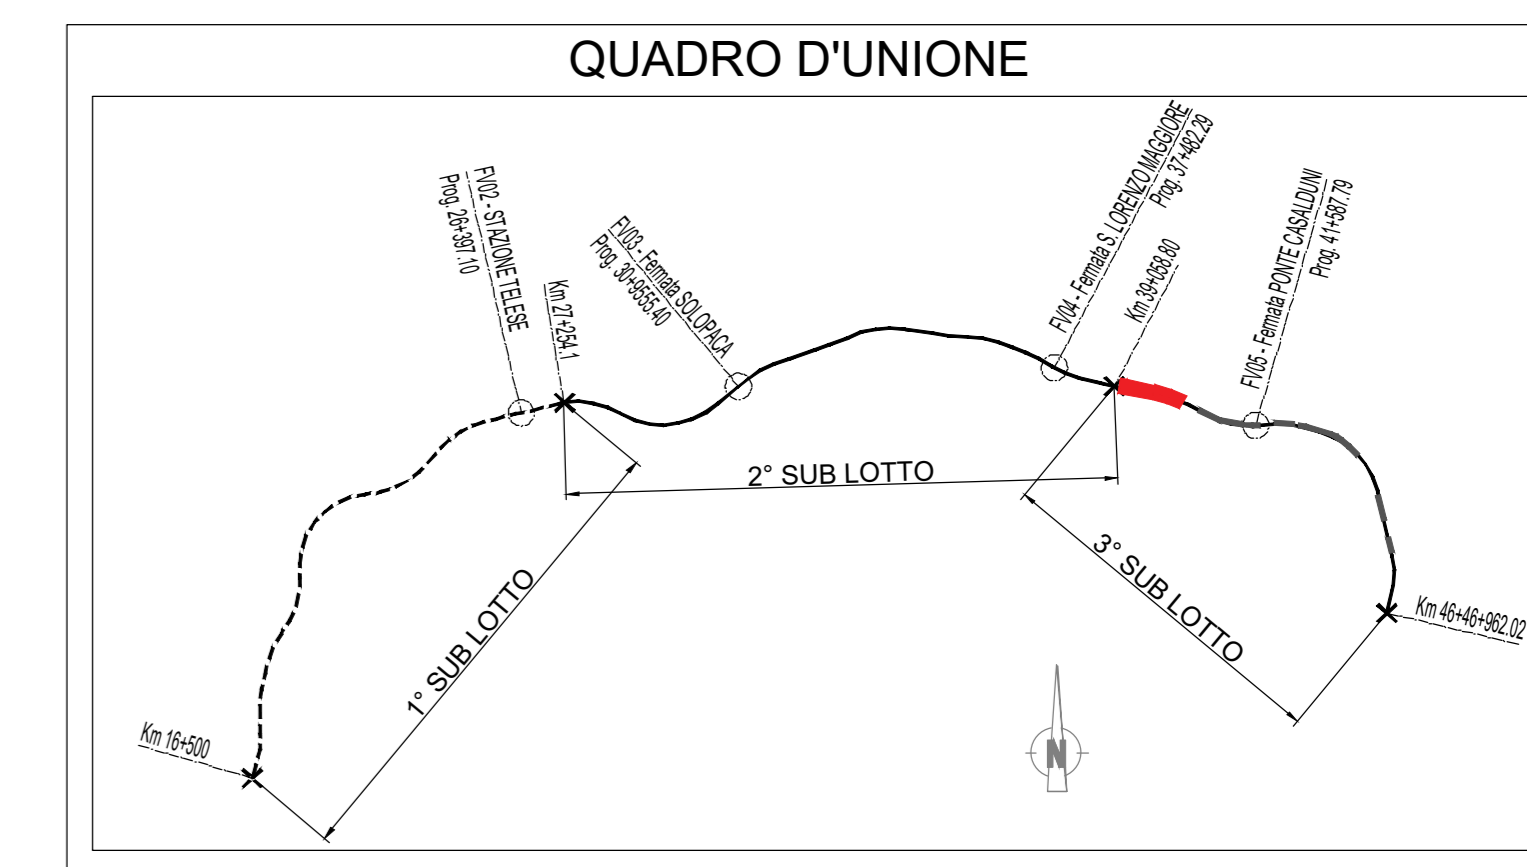 QUADRO D'UNIONE
FV02 - STAZIONE TELESE
Prog. 26+397.10
Km 27+254.1
FV03 - Fermata SOLOPACA
Prog. 30+9555.40
FV04 - Fermata S. LORENZO MAGGIORE
Prog. 37+482.29
Km 39+058.80
FV05 - Fermata PONTE CASALDUNI
Prog. 41+587.79
2° SUB LOTTO
1° SUB LOTTO
3° SUB LOTTO
Km 46+46+962.02
Km 16+500
N